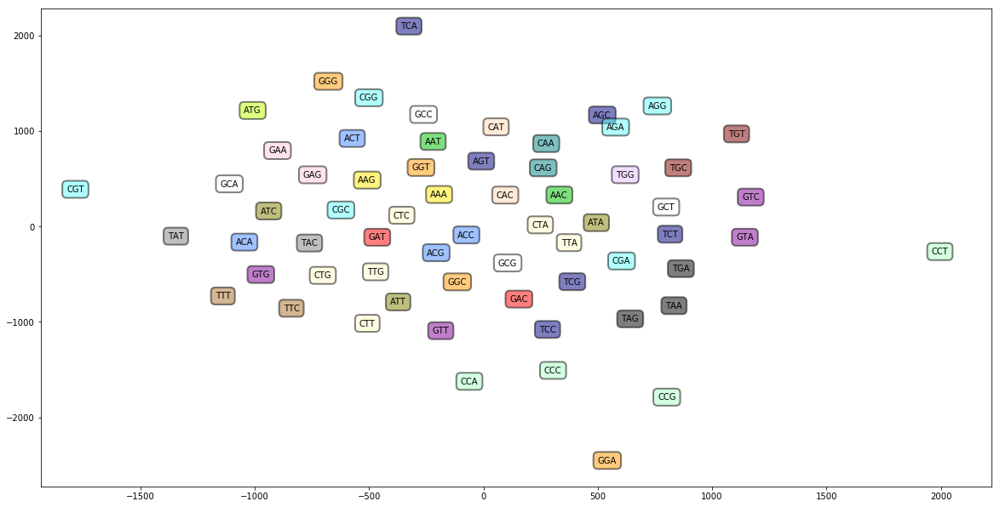 TCA
2000
GGG
CGG
AGG
ATG
GCC
AGC
CAT
AGA
1000
TGT
ACT
AAT
CAA
GAA
AGT
GGT
CAG
TGC
GAG
TGG
AAG
GCA
CGT
AAA
CAC
AAC
GTC
GCT
CGC
ATC
CTC
ATA
CTA
0
TCT
ACC
TAT
GAT
GTA
ACA
TAC
TTA
CCT
ACG
CGA
GCG
TGA
TTG
GTG
CTG
GGC
TCG
TTT
GAC
ATT
TAA
TTC
TAG
−1000
CTT
TCC
GTT
CCC
CCA
CCG
−2000
GGA
−1500
−1000
−500
0
500
1000
1500
2000